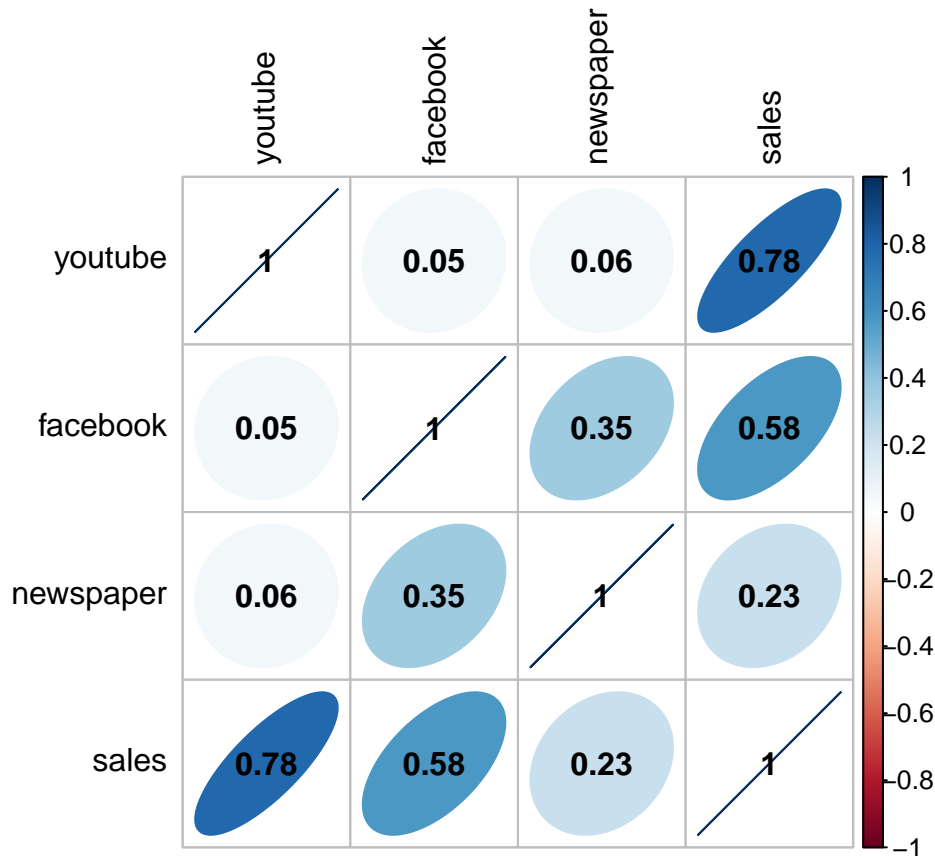 youtube facebook newspaper sales
youtube 1 0.05 0.06 0.78
facebook 0.05 1 0.35 0.58
newspaper 0.06 0.35 1 0.23
sales 0.78 0.58 0.23 1
1
0.8
0.6
0.4
0.2
0
−0.2
−0.4
−0.6
−0.8
−1